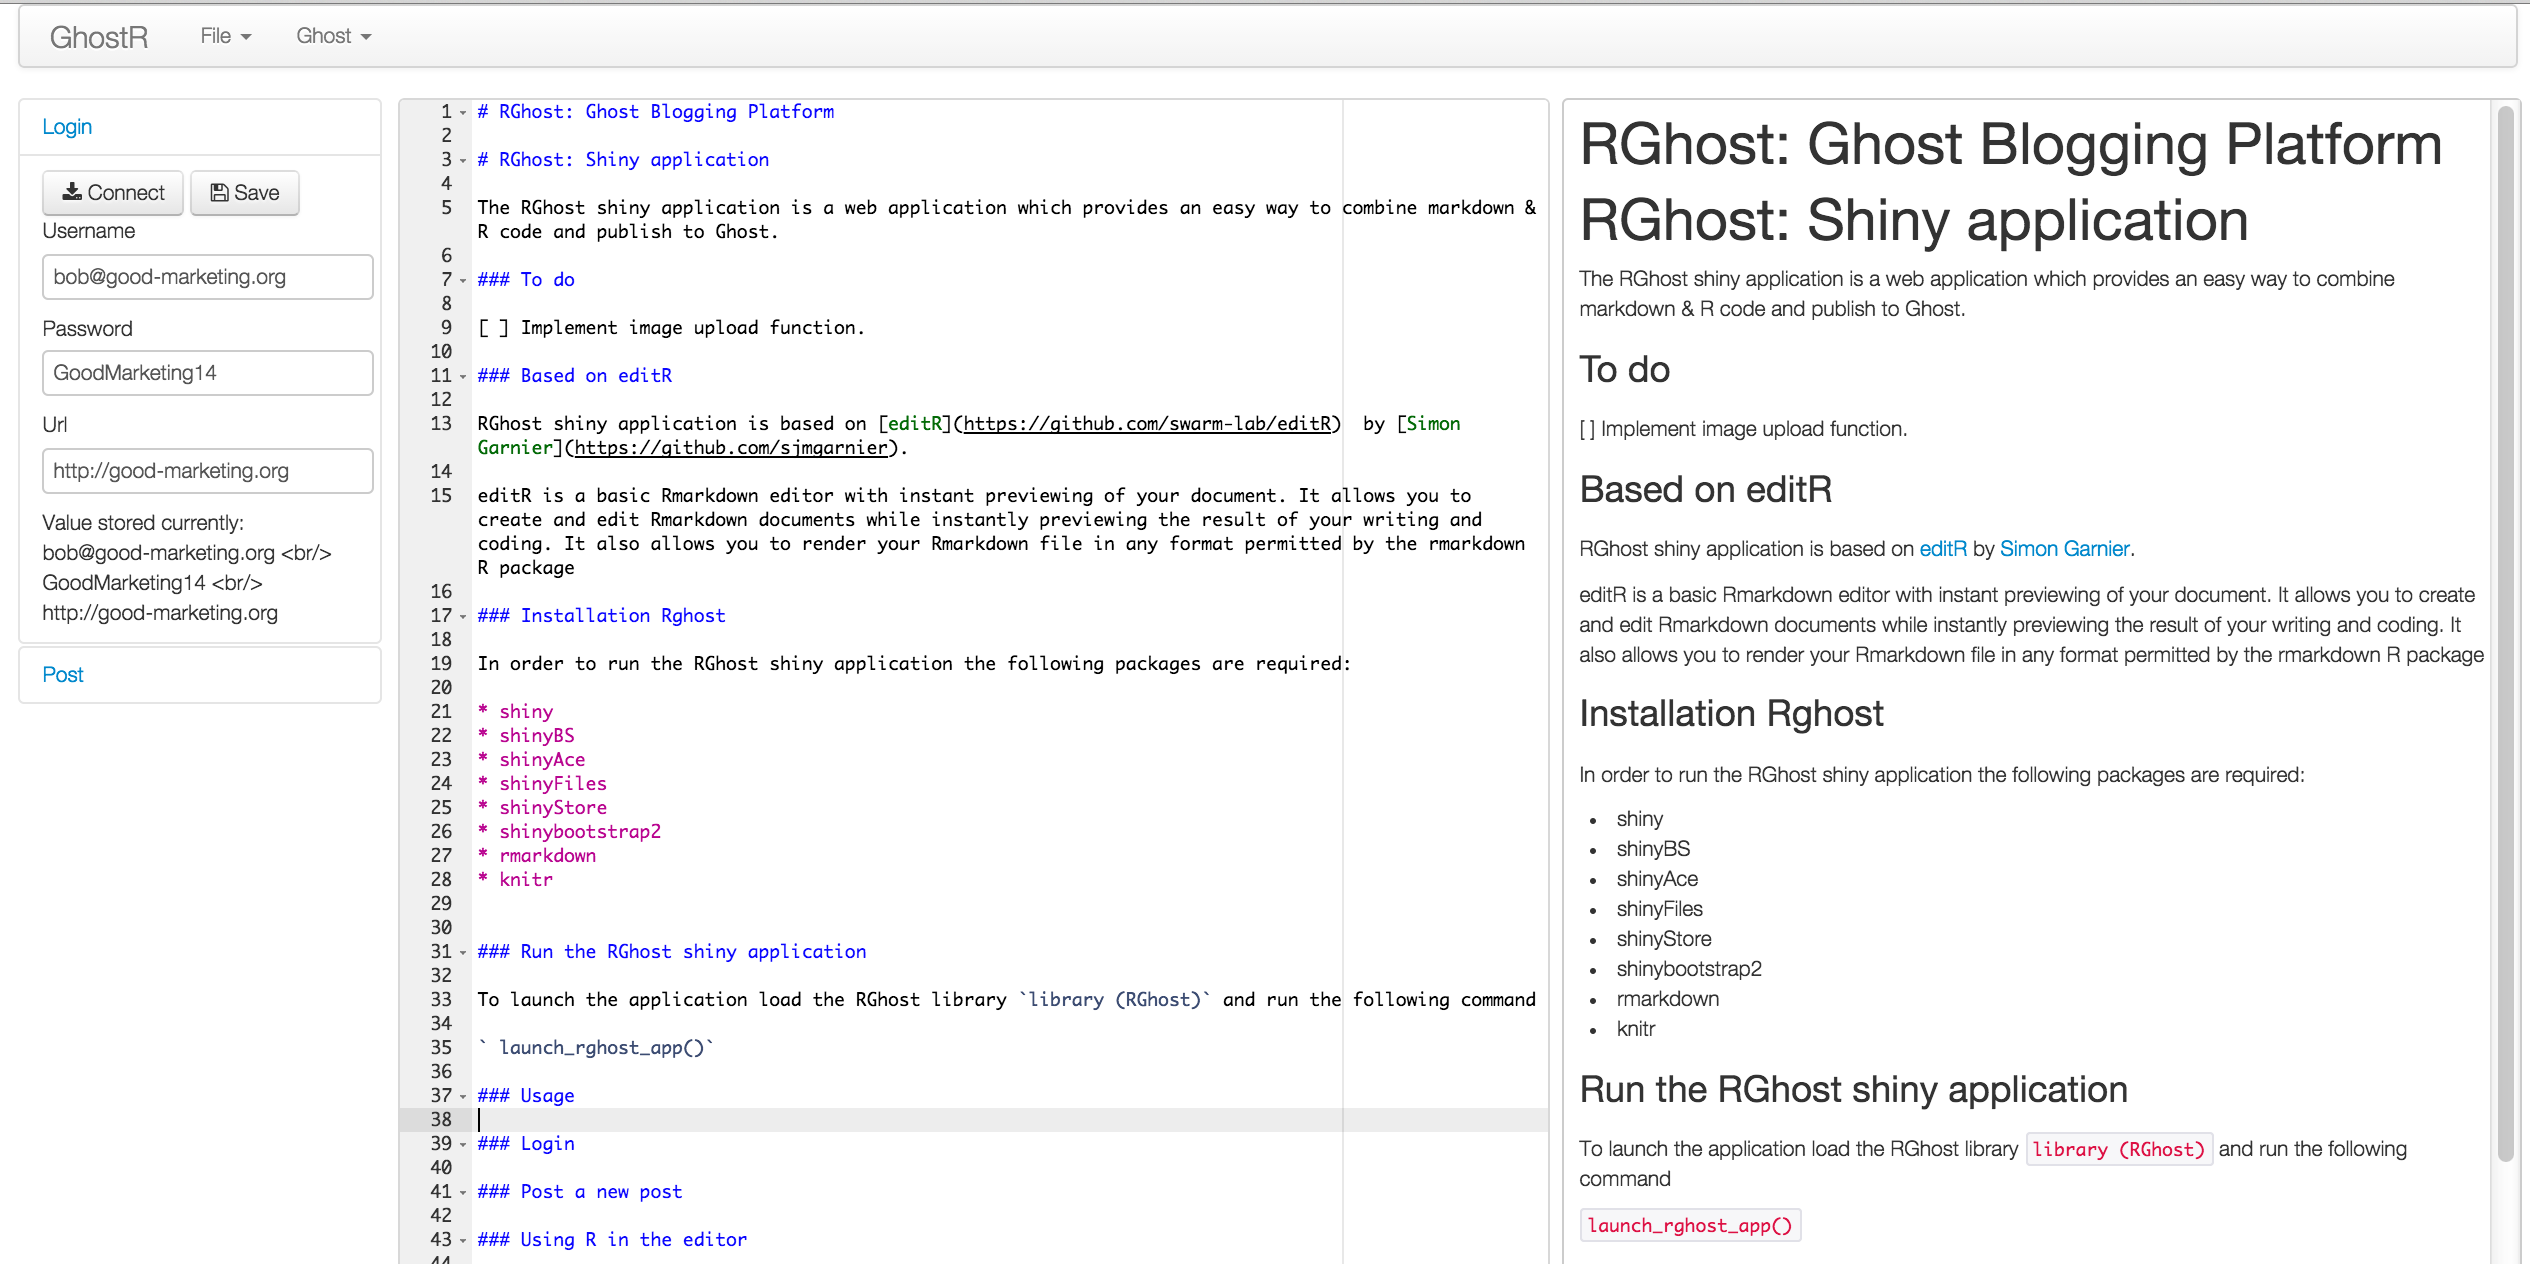 GhostR File Ghost
Login
Connect Save
Username
bob@good-marketing.org
Password
GoodMarketing14
Url
http://good-marketing.org
Value stored currently:
bob@good-marketing.org <br/>
GoodMarketing14 <br/>
http://good-marketing.org
Post
1 # RGhost: Ghost Blogging Platform
2
3 # RGhost: Shiny application
4
5 The RGhost shiny application is a web application which provides an easy way to combine markdown &
R code and publish to Ghost.
6
7 ### To do
8
9 [ ] Implement image upload function.
10
11 ### Based on editR
12
13 RGhost shiny application is based on [editR](https://github.com/swarm-lab/editR)  by [Simon
Garnier](https://github.com/sjmgarnier).
14
15 editR is a basic Rmarkdown editor with instant previewing of your document. It allows you to
create and edit Rmarkdown documents while instantly previewing the result of your writing and
coding. It also allows you to render your Rmarkdown file in any format permitted by the rmarkdown
R package
16
17 ### Installation Rghost
18
19 In order to run the RGhost shiny application the following packages are required:
20
21 * shiny
22 * shinyBS
23 * shinyAce
24 * shinyFiles
25 * shinyStore
26 * shinybootstrap2
27 * rmarkdown
28 * knitr
29
30
31 ### Run the RGhost shiny application
32
33 To launch the application load the RGhost library `library (RGhost)` and run the following command
34
35 ` launch_rghost_app()`
36
37 ### Usage
38
39 ### Login
40
41 ### Post a new post
42
43 ### Using R in the editor
44
RGhost: Ghost Blogging Platform
RGhost: Shiny application
The RGhost shiny application is a web application which provides an easy way to combine
markdown & R code and publish to Ghost.
To do
[ ] Implement image upload function.
Based on editR
RGhost shiny application is based on editR by Simon Garnier.
editR is a basic Rmarkdown editor with instant previewing of your document. It allows you to create
and edit Rmarkdown documents while instantly previewing the result of your writing and coding. It
also allows you to render your Rmarkdown file in any format permitted by the rmarkdown R package
Installation Rghost
In order to run the RGhost shiny application the following packages are required:
• shiny
• shinyBS
• shinyAce
• shinyFiles
• shinyStore
• shinybootstrap2
• rmarkdown
• knitr
Run the RGhost shiny application
To launch the application load the RGhost library library (RGhost) and run the following
command
launch_rghost_app()